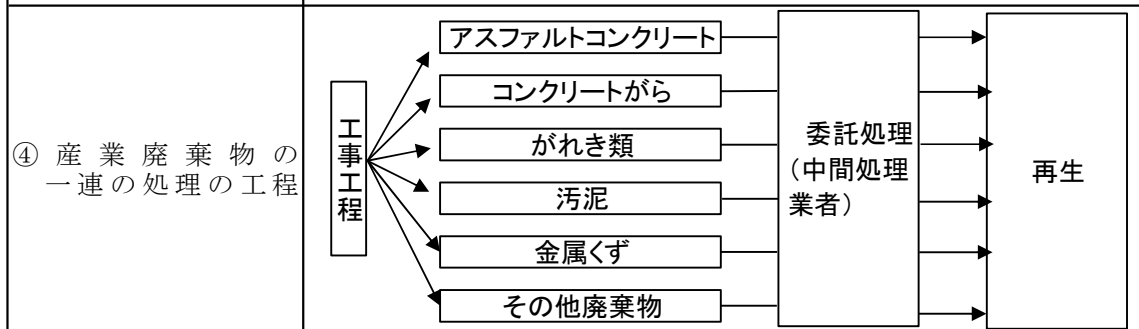 ④ 産業廃棄物の
一連の処理の工程
工事工程
アスファルトコンクリート
コンクリートがら
がれき類
汚泥
金属くず
その他廃棄物
委託処理
（中間処理
業者）
再生